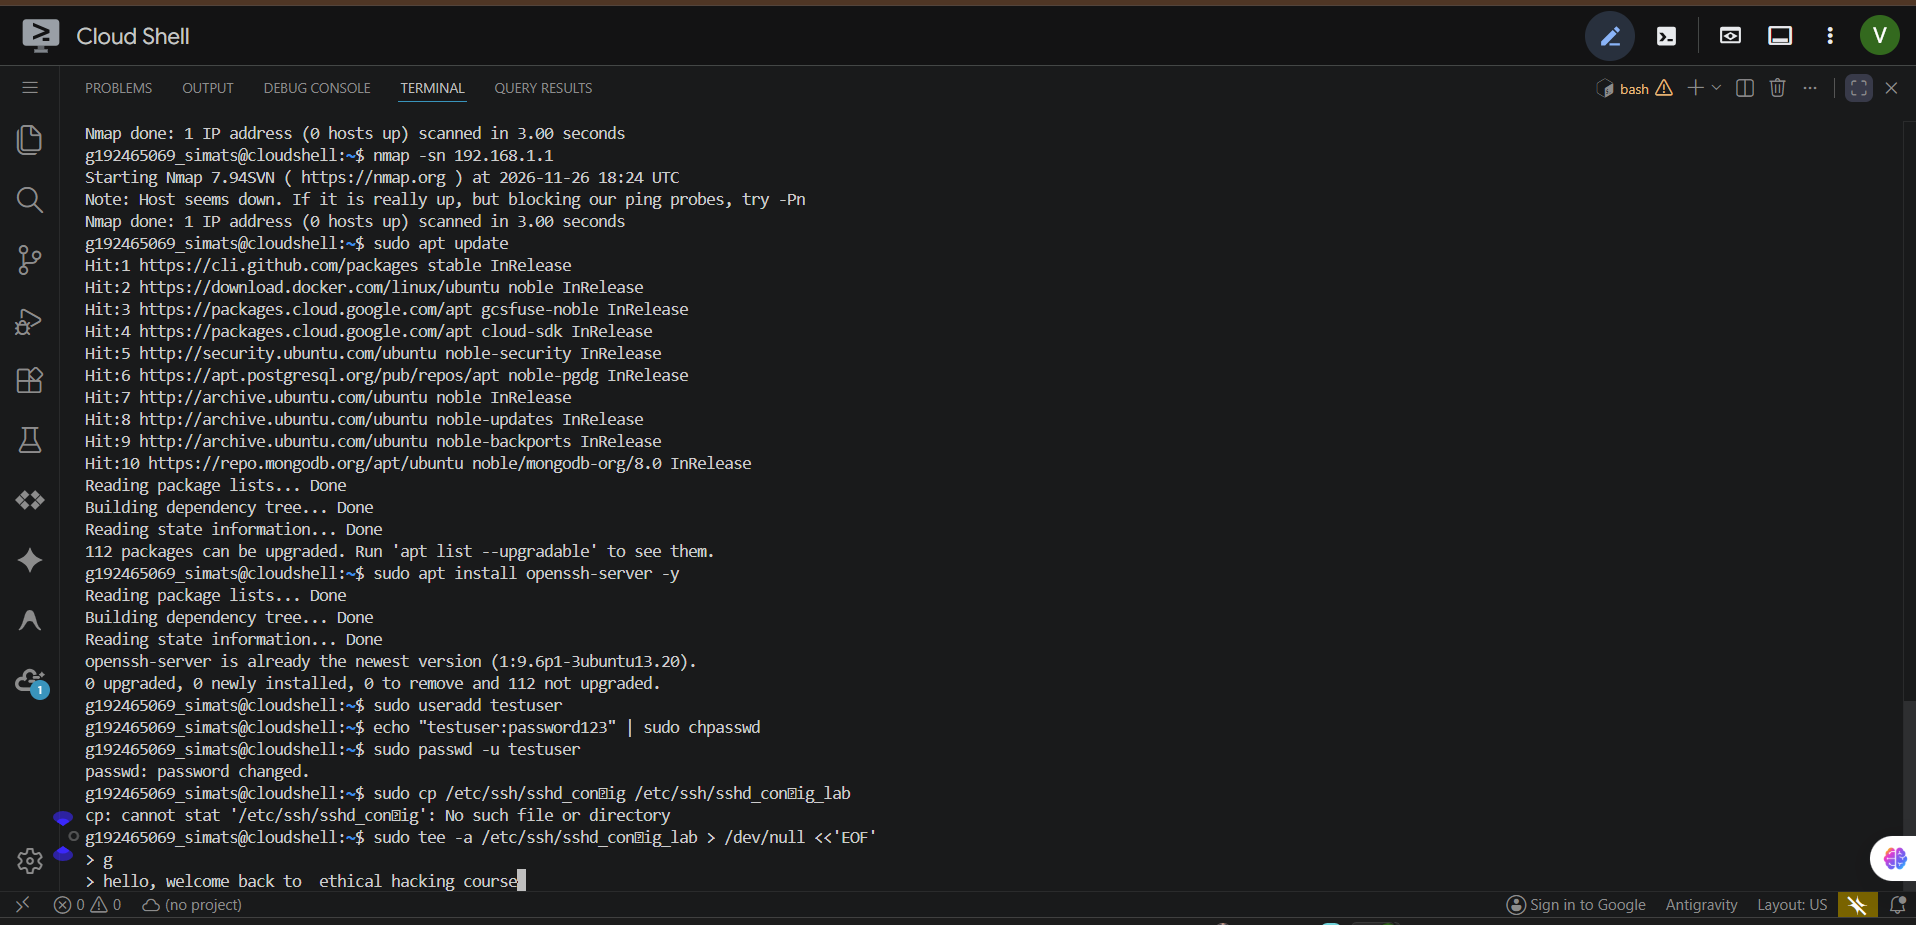 Cloud Shell
V
PROBLEMS OUTPUT DEBUG CONSOLE TERMINAL QUERY RESULTS
bash
Nmap done: 1 IP address (0 hosts up) scanned in 3.00 seconds
g192465069_simats@cloudshell:~$ nmap -sn 192.168.1.1
Starting Nmap 7.94SVN ( https://nmap.org ) at 2026-11-26 18:24 UTC
Note: Host seems down. If it is really up, but blocking our ping probes, try -Pn
Nmap done: 1 IP address (0 hosts up) scanned in 3.00 seconds
g192465069_simats@cloudshell:~$ sudo apt update
Hit:1 https://cli.github.com/packages stable InRelease
Hit:2 https://download.docker.com/linux/ubuntu noble InRelease
Hit:3 https://packages.cloud.google.com/apt gcsfuse-noble InRelease
Hit:4 https://packages.cloud.google.com/apt cloud-sdk InRelease
Hit:5 http://security.ubuntu.com/ubuntu noble-security InRelease
Hit:6 https://apt.postgresql.org/pub/repos/apt noble-pgdg InRelease
Hit:7 http://archive.ubuntu.com/ubuntu noble InRelease
Hit:8 http://archive.ubuntu.com/ubuntu noble-updates InRelease
Hit:9 http://archive.ubuntu.com/ubuntu noble-backports InRelease
Hit:10 https://repo.mongodb.org/apt/ubuntu noble/mongodb-org/8.0 InRelease
Reading package lists... Done
Building dependency tree... Done
Reading state information... Done
112 packages can be upgraded. Run 'apt list --upgradable' to see them.
g192465069_simats@cloudshell:~$ sudo apt install openssh-server -y
Reading package lists... Done
Building dependency tree... Done
Reading state information... Done
openssh-server is already the newest version (1:9.6p1-3ubuntu13.20).
0 upgraded, 0 newly installed, 0 to remove and 112 not upgraded.
g192465069_simats@cloudshell:~$ sudo useradd testuser
g192465069_simats@cloudshell:~$ echo "testuser:password123" | sudo chpasswd
g192465069_simats@cloudshell:~$ sudo passwd -u testuser
passwd: password changed.
g192465069_simats@cloudshell:~$ sudo cp /etc/ssh/sshd_con�ig /etc/ssh/sshd_con�ig_lab
cp: cannot stat '/etc/ssh/sshd_con�ig': No such file or directory
g192465069_simats@cloudshell:~$ sudo tee -a /etc/ssh/sshd_con�ig_lab > /dev/null <<'EOF'
> g
> hello, welcome back to  ethical hacking course
1
0 0 (no project) Sign in to Google Antigravity Layout: US